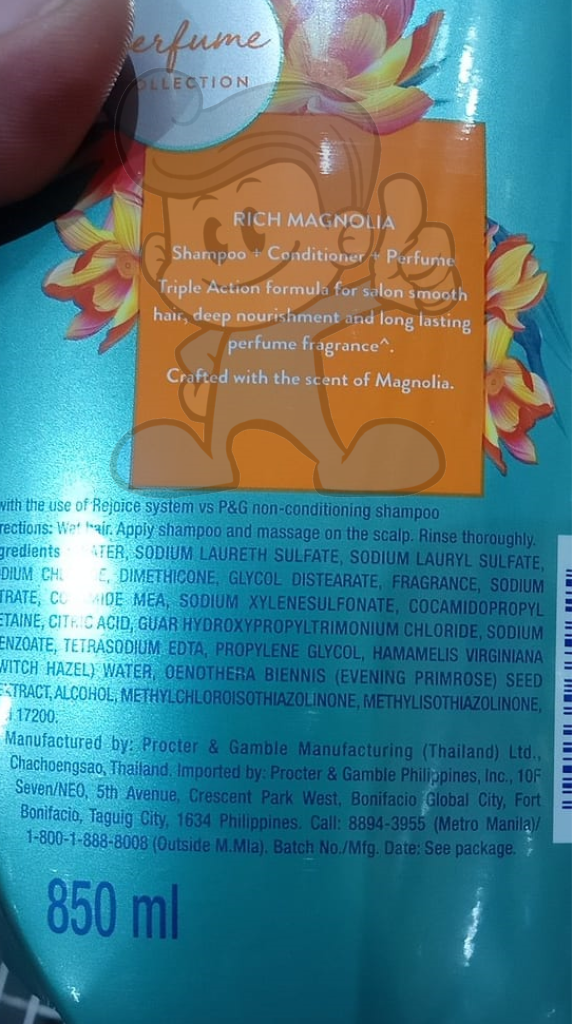 erfume
OLLECTION
RICH MAGNOLIA
Shampoo + Conditioner + Perfume
Triple Action formula for salon smooth
hair, deep nourishment and long lasting
perfume fragrance^.
Crafted with the scent of Magnolia.
with the use of Rejoice system vs P&G non-conditioning shampoo
rections: Wet hair. Apply shampoo and massage on the scalp. Rinse thoroughly.
gredients : WATER, SODIUM LAURETH SULFATE, SODIUM LAURYL SULFATE,
DIUM DIMETHICONE, GLYCOL DISTEARATE, FRAGRANCE, SODIUM
TRATE, MEA, SODIUM XYLENESULFONATE, COCAMIDOPROPYL
ETAINE, CITRIC ACID, GUAR HYDROXYPROPYLTRIMONIUM CHLORIDE, SODIUM
ENZOATE, TETRASODIUM EDTA, PROPYLENE GLYCOL, HAMAMELIS VIRGINIANA
WITCH HAZEL) WATER, OENOTHERA BIENNIS (EVENING PRIMROSE) SEED
EXTRACT, ALCOHOL, METHYLCHLOROISOTHIAZOLINONE, METHYLISOTHIAZOLINONE,
17200.
Manufactured by: Procter & Gamble Manufacturing (Thailand) Ltd.,
Chachoengsao, Thailand. Imported by: Procter & Gamble Philippines, Inc., 10F
Seven/NEO, 5th Avenue, Crescent Park West, Bonifacio Global City, Fort
Bonifacio, Taguig City, 1634 Philippines. Call: 8894-3955 (Metro Manila)/
1-800-1-888-8008 (Outside M.Mla). Batch No./Mfg. Date: See package.
850 ml